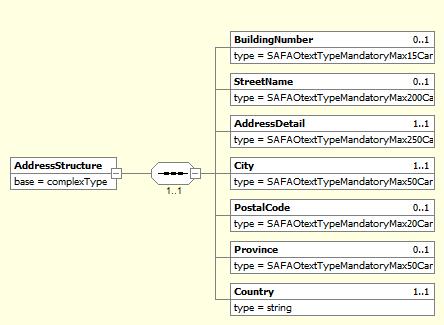 BuildingNumber 0..1
type = SAFAOtextTypeMandatoryMax15Car
StreetName 0..1
type = SAFAOtextTypeMandatoryMax200Ca
AddressDetail 1..1
type = SAFAOtextTypeMandatoryMax250Ca
AddressStructure
base = complexType
1..1
City 1..1
type = SAFAOtextTypeMandatoryMax50Car
PostalCode 0..1
type = SAFAOtextTypeMandatoryMax20Car
Province 0..1
type = SAFAOtextTypeMandatoryMax50Car
Country 1..1
type = string